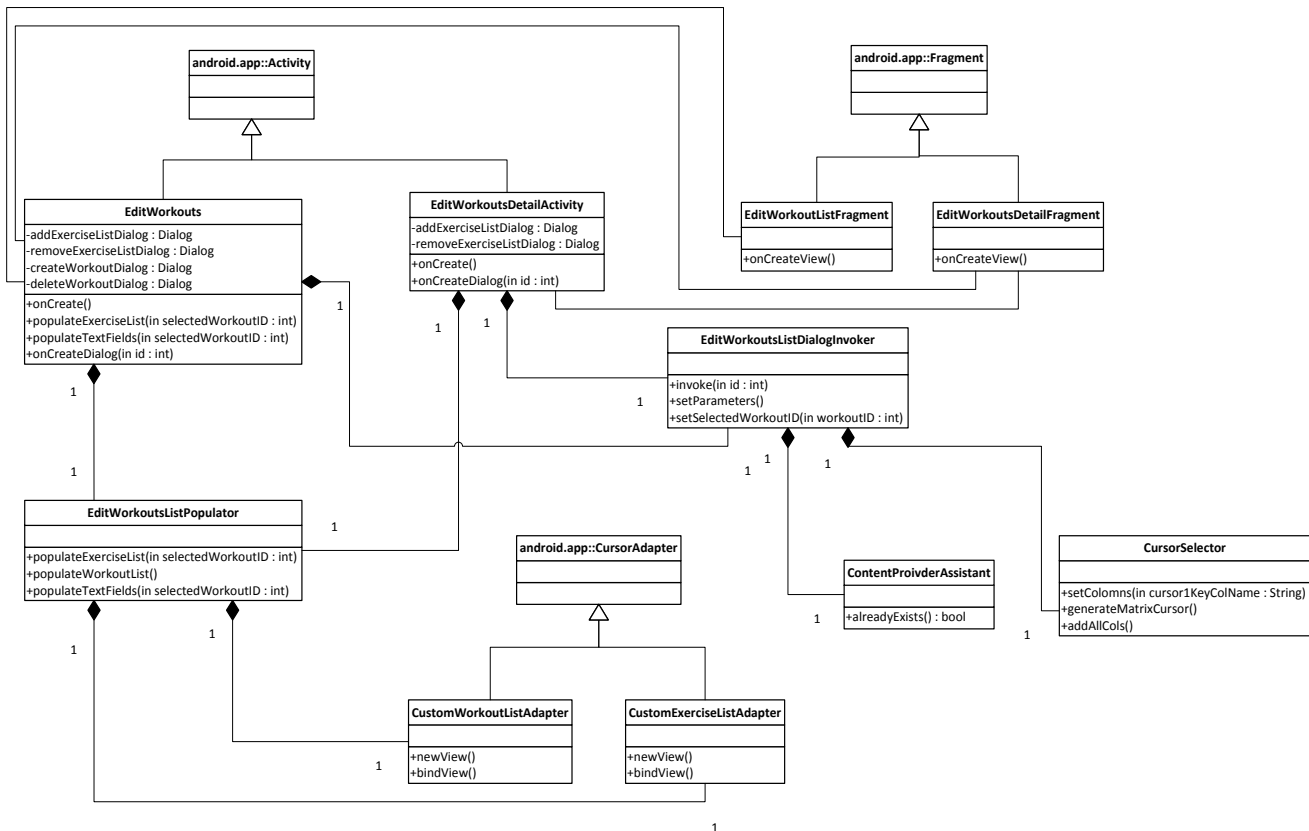 android.app::Activity
android.app::Fragment
EditWorkouts
-addExerciseListDialog : Dialog
-removeExerciseListDialog : Dialog
-createWorkoutDialog : Dialog
-deleteWorkoutDialog : Dialog
+onCreate()
+populateExerciseList(in selectedWorkoutID : int)
+populateTextFields(in selectedWorkoutID : int)
+onCreateDialog(in id : int)
EditWorkoutsDetailActivity
-addExerciseListDialog : Dialog
-removeExerciseListDialog : Dialog
+onCreate()
+onCreateDialog(in id : int)
EditWorkoutListFragment
+onCreateView()
EditWorkoutsDetailFragment
+onCreateView()
1
1
1
EditWorkoutsListDialogInvoker
+invoke(in id : int)
+setParameters()
+setSelectedWorkoutID(in workoutID : int)
1
1
1
1
1
1
1
EditWorkoutsListPopulator
+populateExerciseList(in selectedWorkoutID : int)
+populateWorkoutList()
+populateTextFields(in selectedWorkoutID : int)
1
android.app::CursorAdapter
ContentProivderAssistant
+alreadyExists() : bool
CursorSelector
+setColomns(in cursor1KeyColName : String)
+generateMatrixCursor()
+addAllCols()
1
1
1
1
CustomWorkoutListAdapter
+newView()
+bindView()
CustomExerciseListAdapter
+newView()
+bindView()
1
1